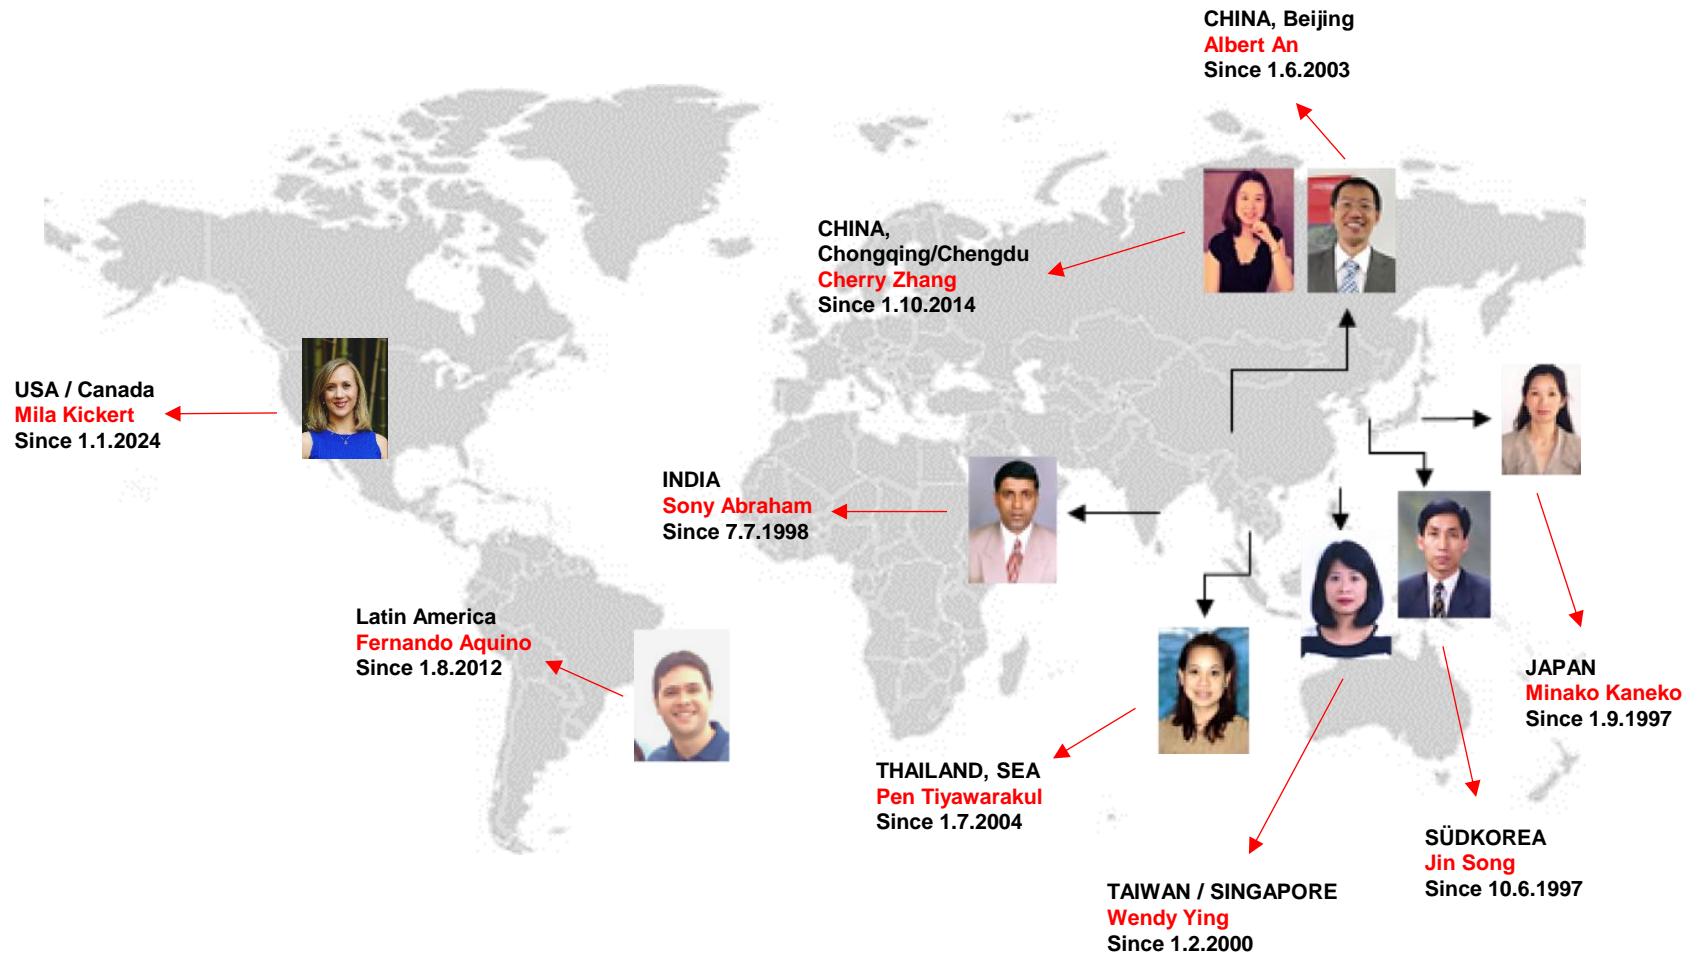 CHINA, Beijing
Albert An
Since 1.6.2003
CHINA,
Chongqing/Chengdu
Cherry Zhang
Since 1.10.2014
USA / Canada
Mila Kickert
Since 1.1.2024
INDIA
Sony Abraham
Since 7.7.1998
Latin America
Fernando Aquino
Since 1.8.2012
JAPAN
Minako Kaneko
Since 1.9.1997
THAILAND, SEA
Pen Tiyawarakul
Since 1.7.2004
SÜDKOREA
Jin Song
Since 10.6.1997
TAIWAN / SINGAPORE
Wendy Ying
Since 1.2.2000